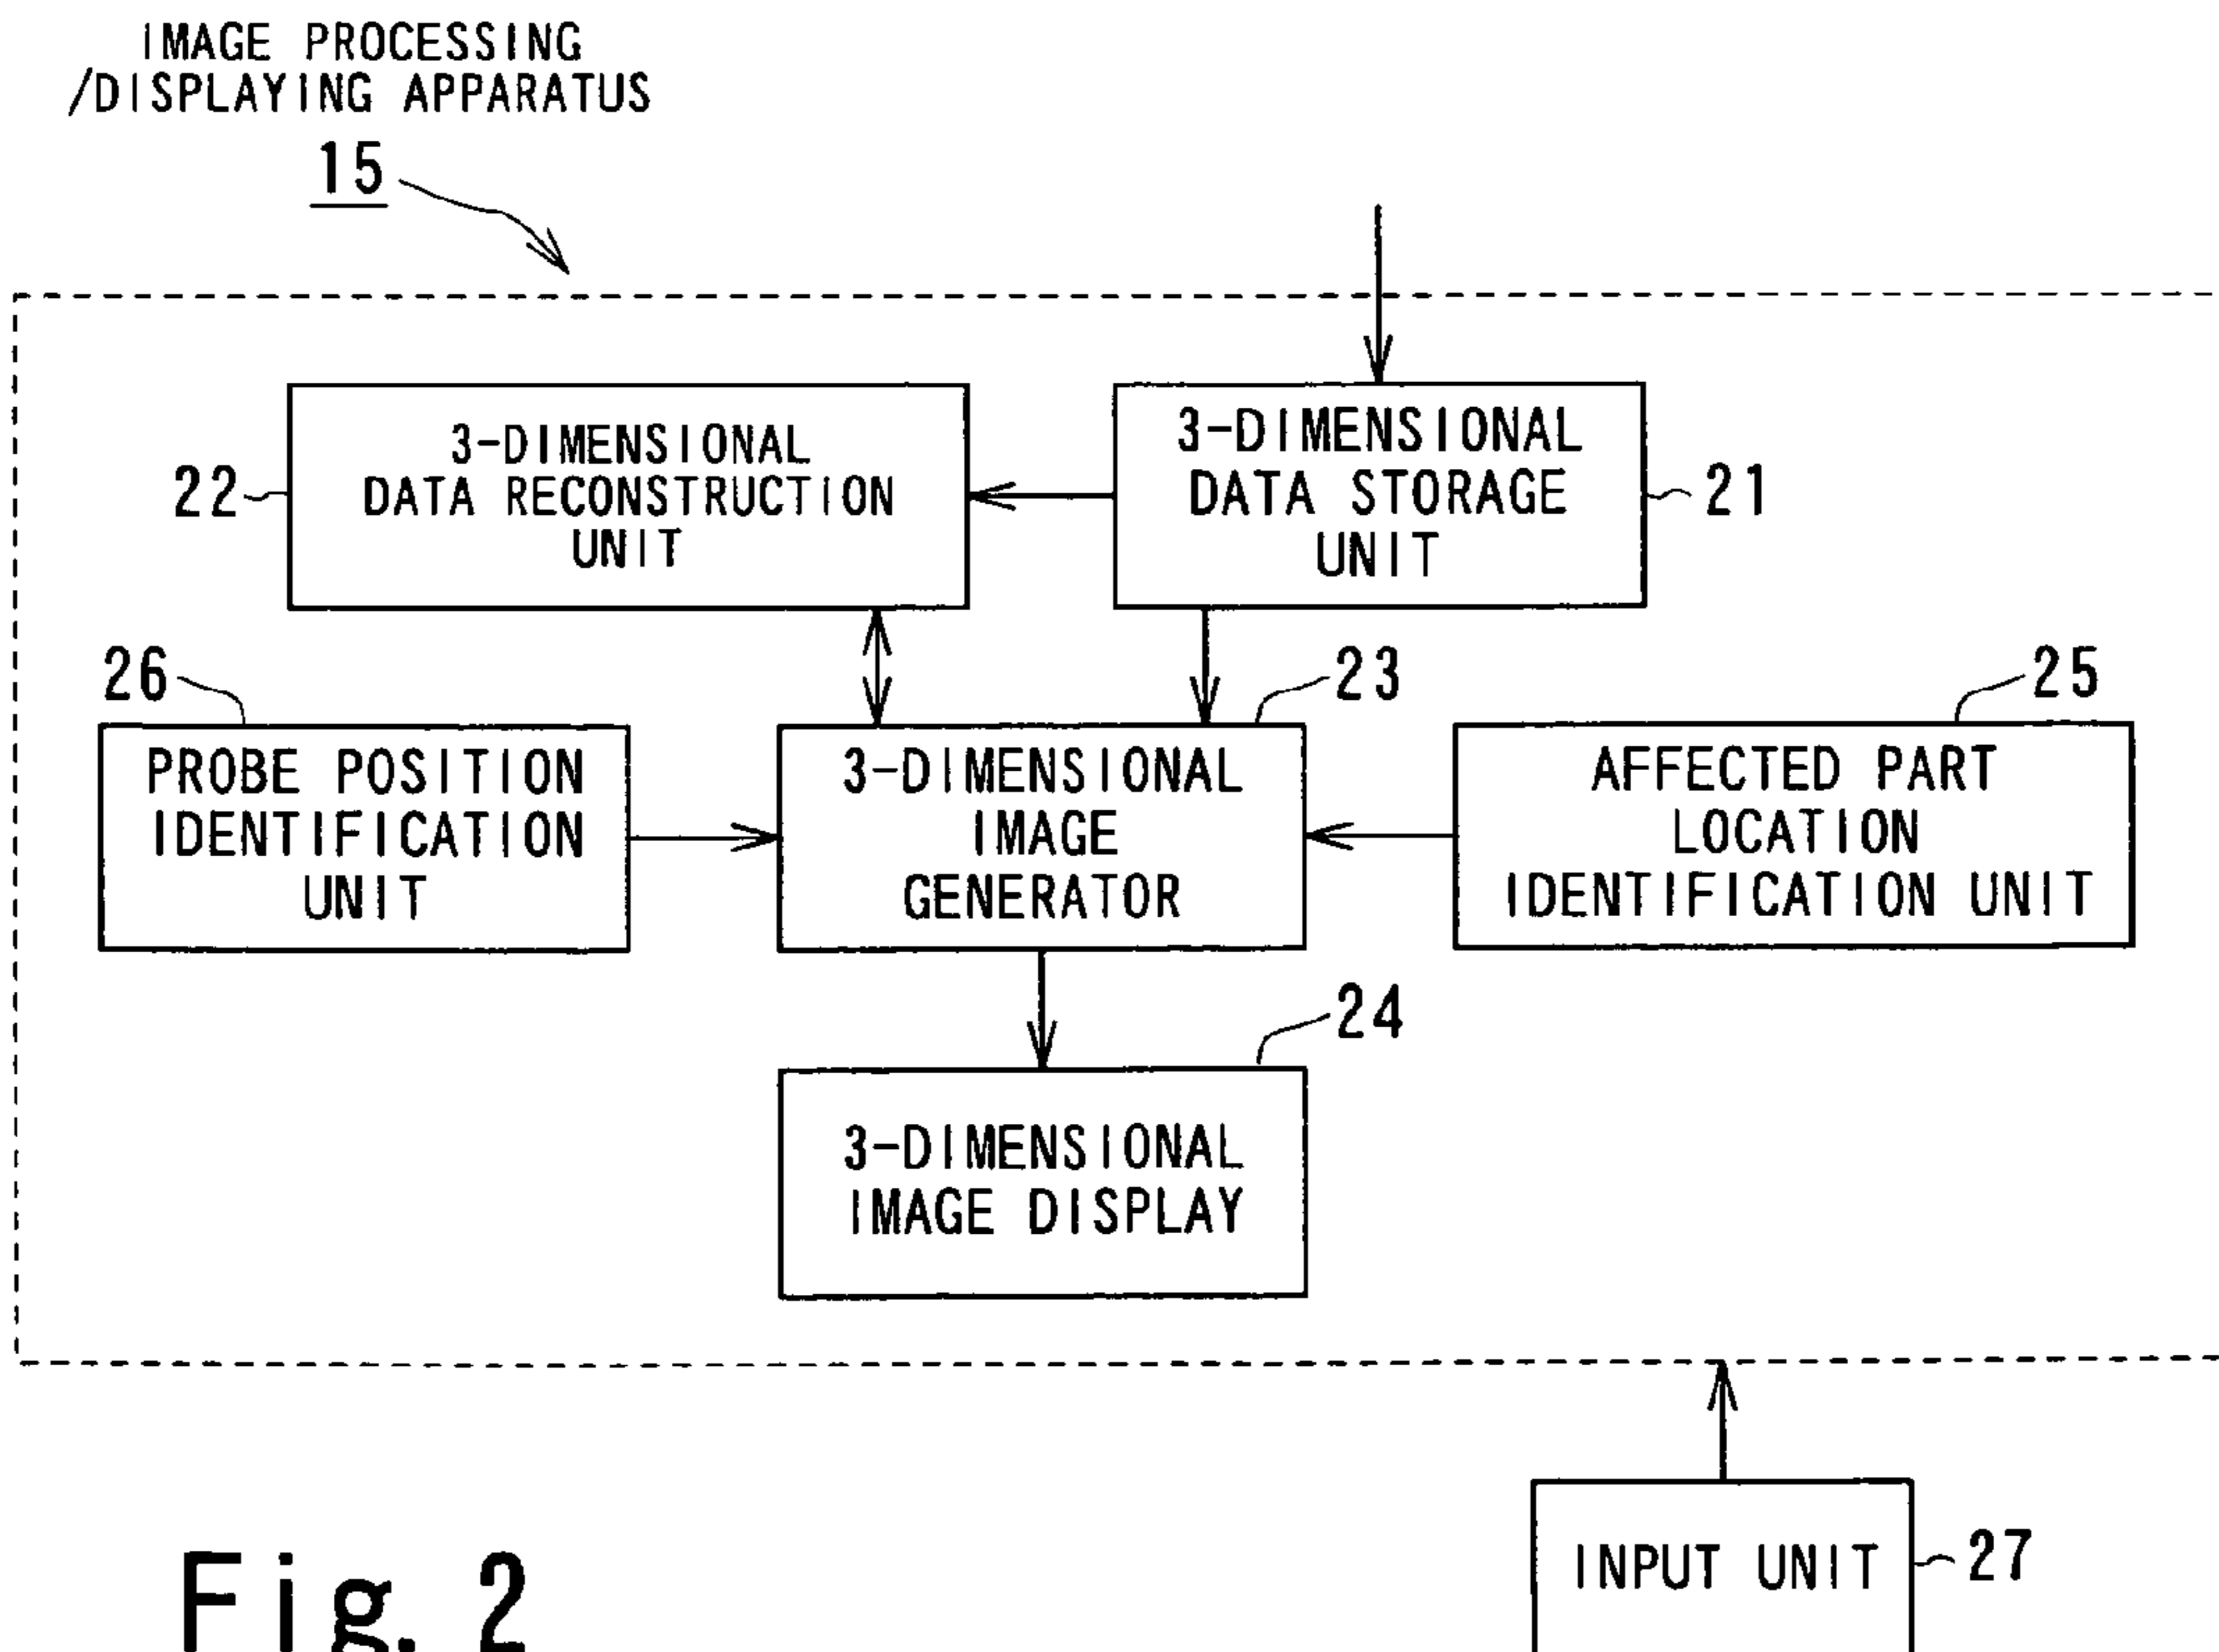 IMAGE PROCESSING
/DISPLAYING APPARATUS
15
3-DIMENSIONAL
DATA RECONSTRUCTION
UNIT
22
3-DIMENSIONAL
DATA STORAGE
UNIT
21
26
PROBE POSITION
IDENTIFICATION
UNIT
23
3-DIMENSIONAL
IMAGE
GENERATOR
25
AFFECTED PART
LOCATION
IDENTIFICATION UNIT
24
3-DIMENSIONAL
IMAGE DISPLAY
INPUT UNIT
27
Fig. 2